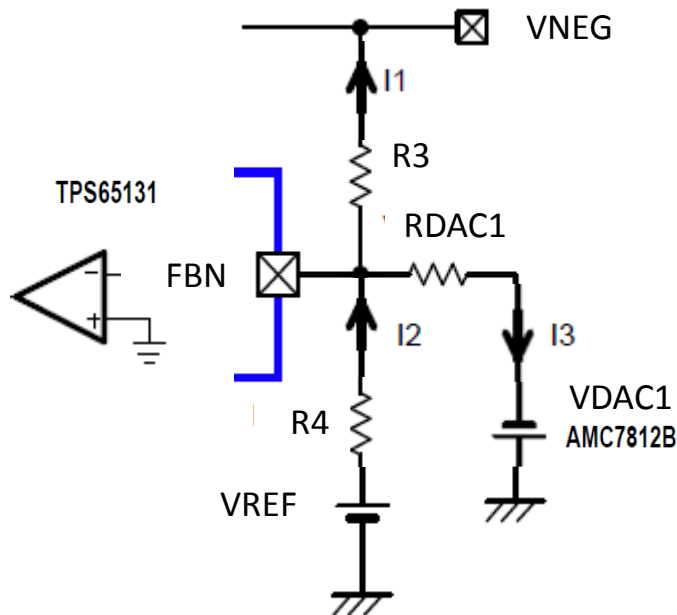 VNEG
I1
R3
TPS65131
RDAC1
FBN
−
+
I2
I3
R4
VDAC1
AMC7812B
VREF